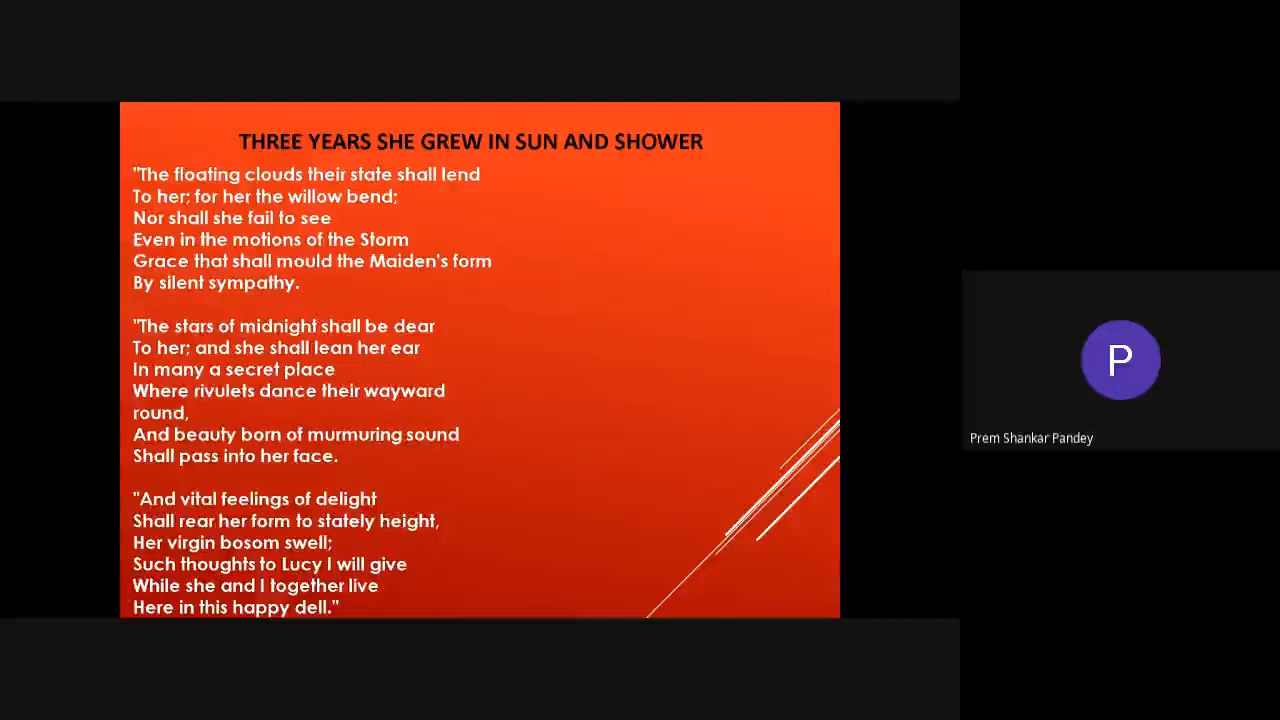 THREE YEARS SHE GREW IN SUN AND SHOWER
"The floating clouds their state shall lend
To her; for her the willow bend;
Nor shall she fail to see
Even in the motions of the Storm
Grace that shall mould the Maiden's form
By silent sympathy.
"The stars of midnight shall be dear
To her; and she shall lean her ear
In many a secret place
Where rivulets dance their wayward
round,
And beauty born of murmuring sound
Shall pass into her face.
"And vital feelings of delight
Shall rear her form to stately height,
Her virgin bosom swell;
Such thoughts to Lucy I will give
While she and I together live
Here in this happy dell."
P
Prem Shankar Pandey